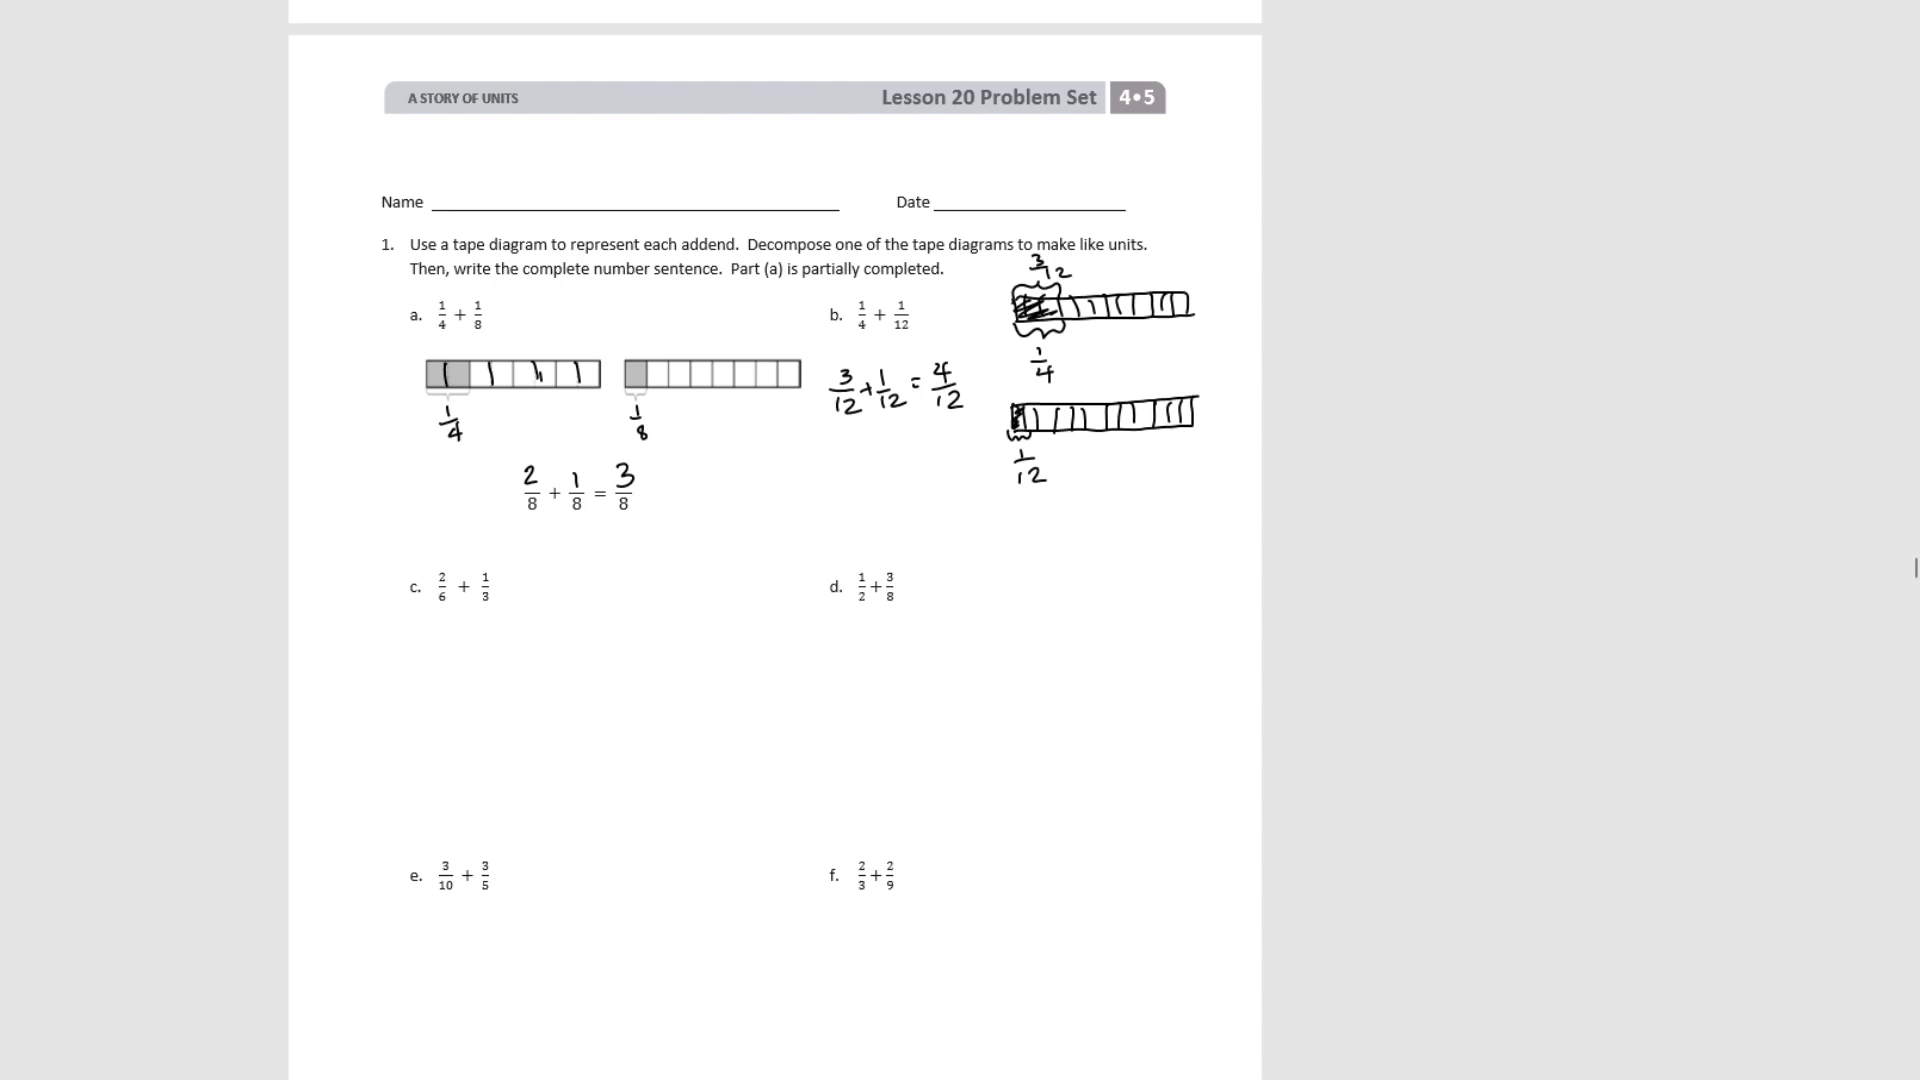 A STORY OF UNITS Lesson 20 Problem Set 4•5
Name Date
1. Use a tape diagram to represent each addend. Decompose one of the tape diagrams to make like units.
Then, write the complete number sentence. Part (a) is partially completed.
a. 1/4 + 1/8
1/4 1/8
2/8 + 1/8 = 3/8
b. 1/4 + 1/12
3/12
1/4
3/12 + 1/12 = 4/12
1/12
c. 2/6 + 1/3
d. 1/2 + 3/8
e. 3/10 + 3/5
f. 2/3 + 2/9